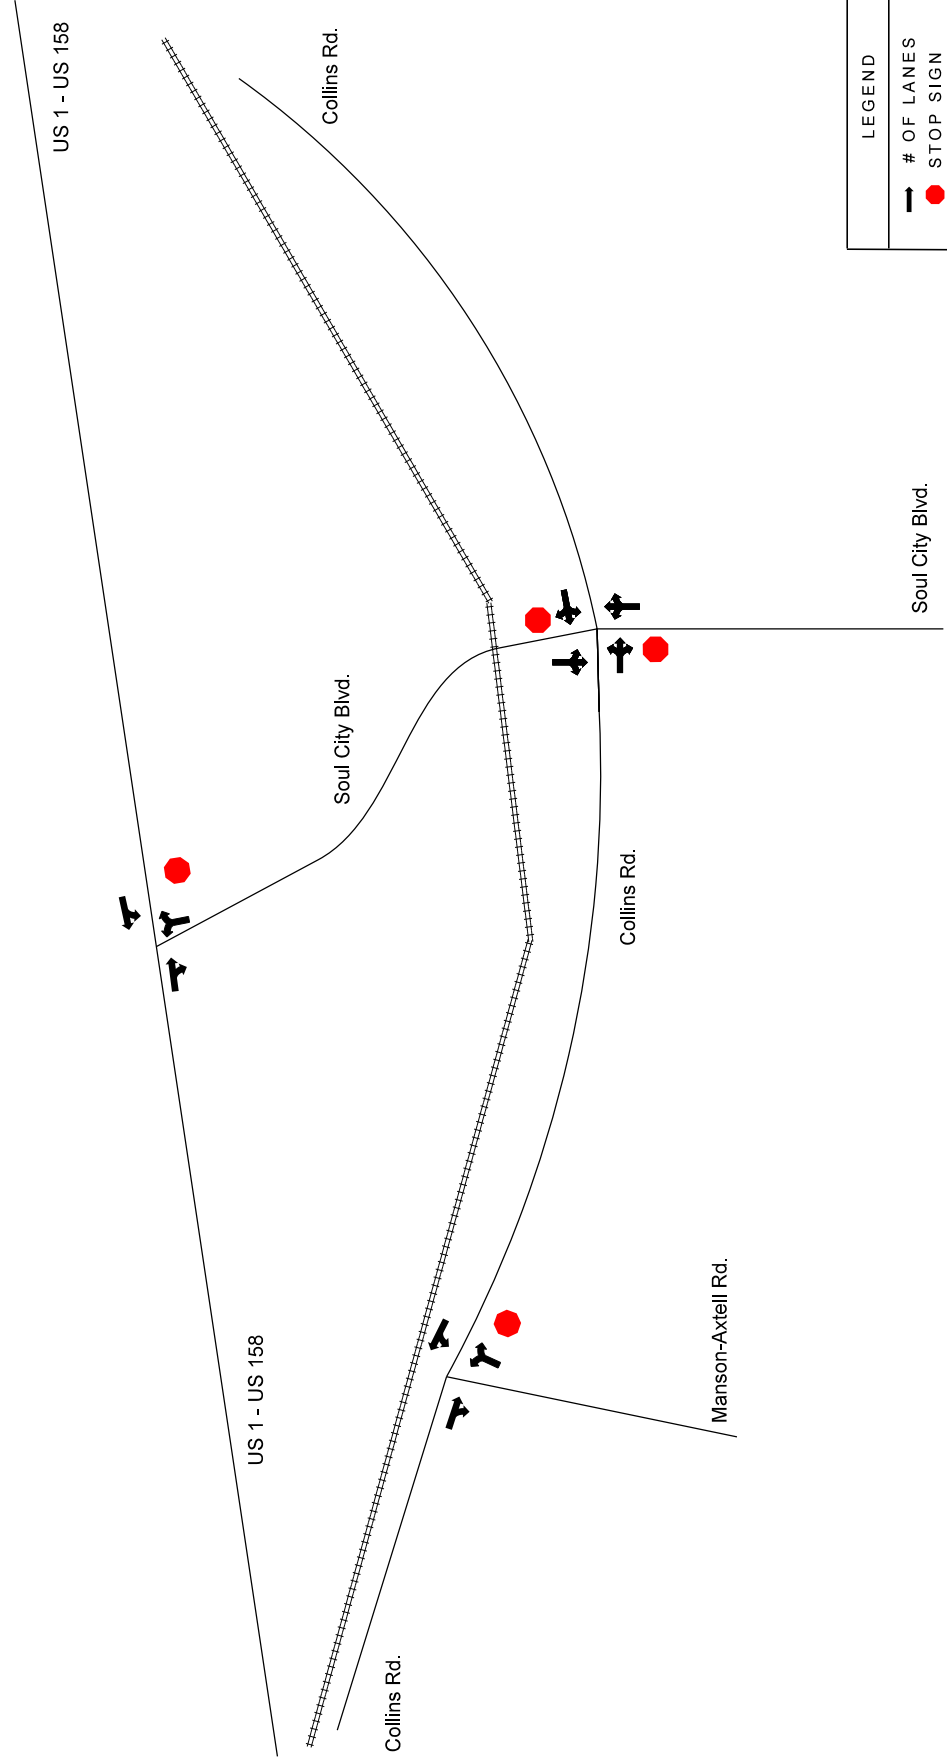 US 1 - US 158
Collins Rd.
Soul City Blvd.
Soul City Blvd.
Collins Rd.
US 1 - US 158
Manson-Axtell Rd.
Collins Rd.
LEGEND
# OF LANES
STOP SIGN